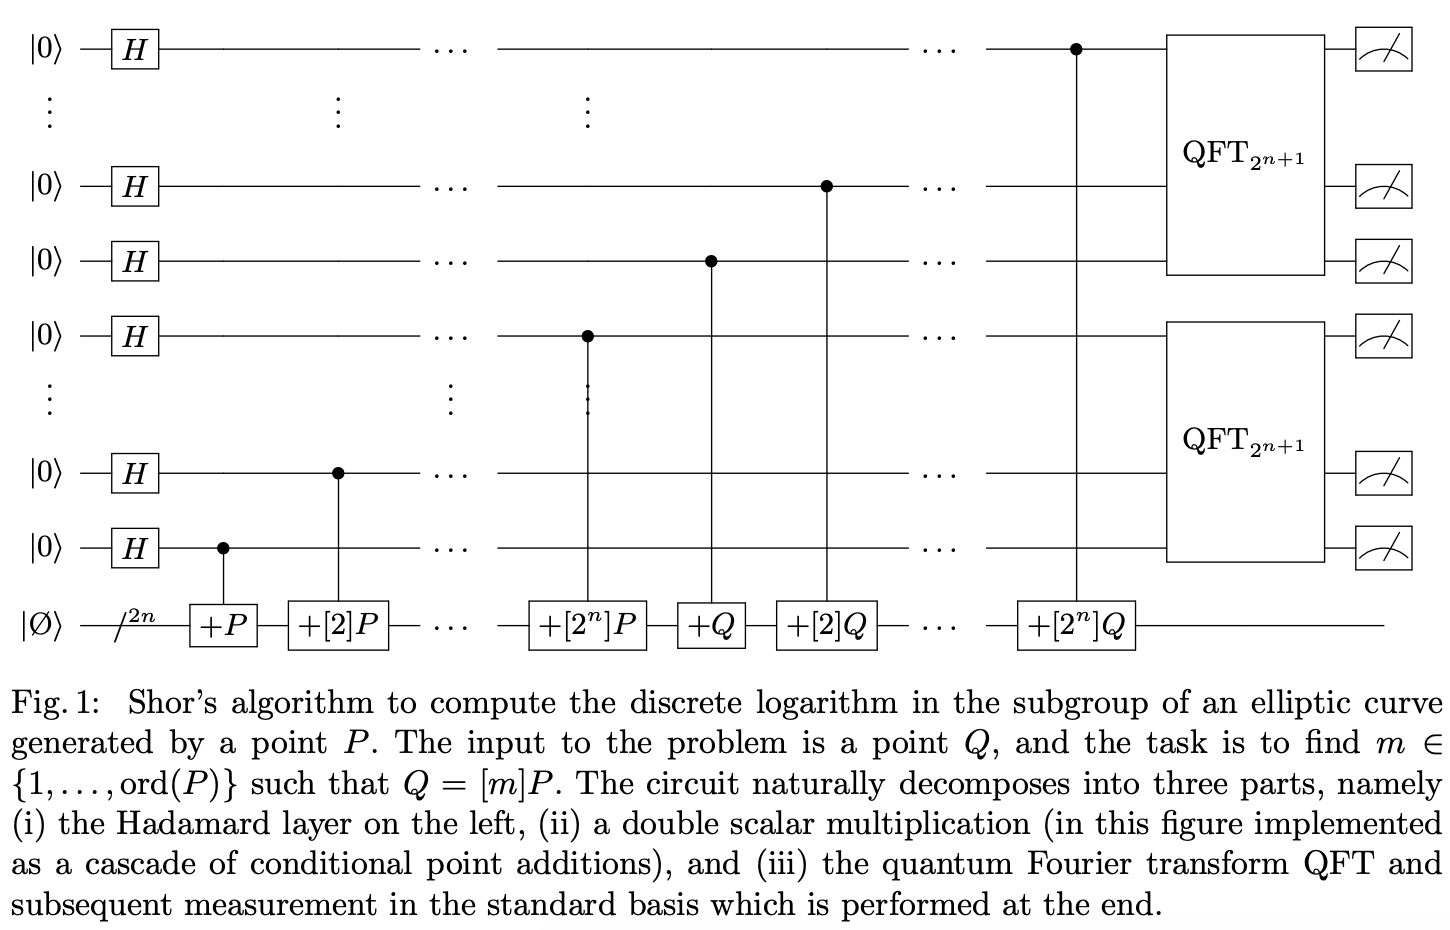 |0⟩ H ... ... QFT_{2^{n+1}}
⋮ ⋮ ⋮
|0⟩ H ... ...
|0⟩ H ... ...
|0⟩ H ... ... QFT_{2^{n+1}}
⋮ ⋮ ⋮
|0⟩ H ... ...
|0⟩ H ... ...
|Ø⟩ 2n +P +[2]P ... +[2^n]P +Q +[2]Q ... +[2^n]Q
Fig. 1: Shor's algorithm to compute the discrete logarithm in the subgroup of an elliptic curve
generated by a point P. The input to the problem is a point Q, and the task is to find m ∈
{1, . . . , ord(P)} such that Q = [m]P. The circuit naturally decomposes into three parts, namely
(i) the Hadamard layer on the left, (ii) a double scalar multiplication (in this figure implemented
as a cascade of conditional point additions), and (iii) the quantum Fourier transform QFT and
subsequent measurement in the standard basis which is performed at the end.